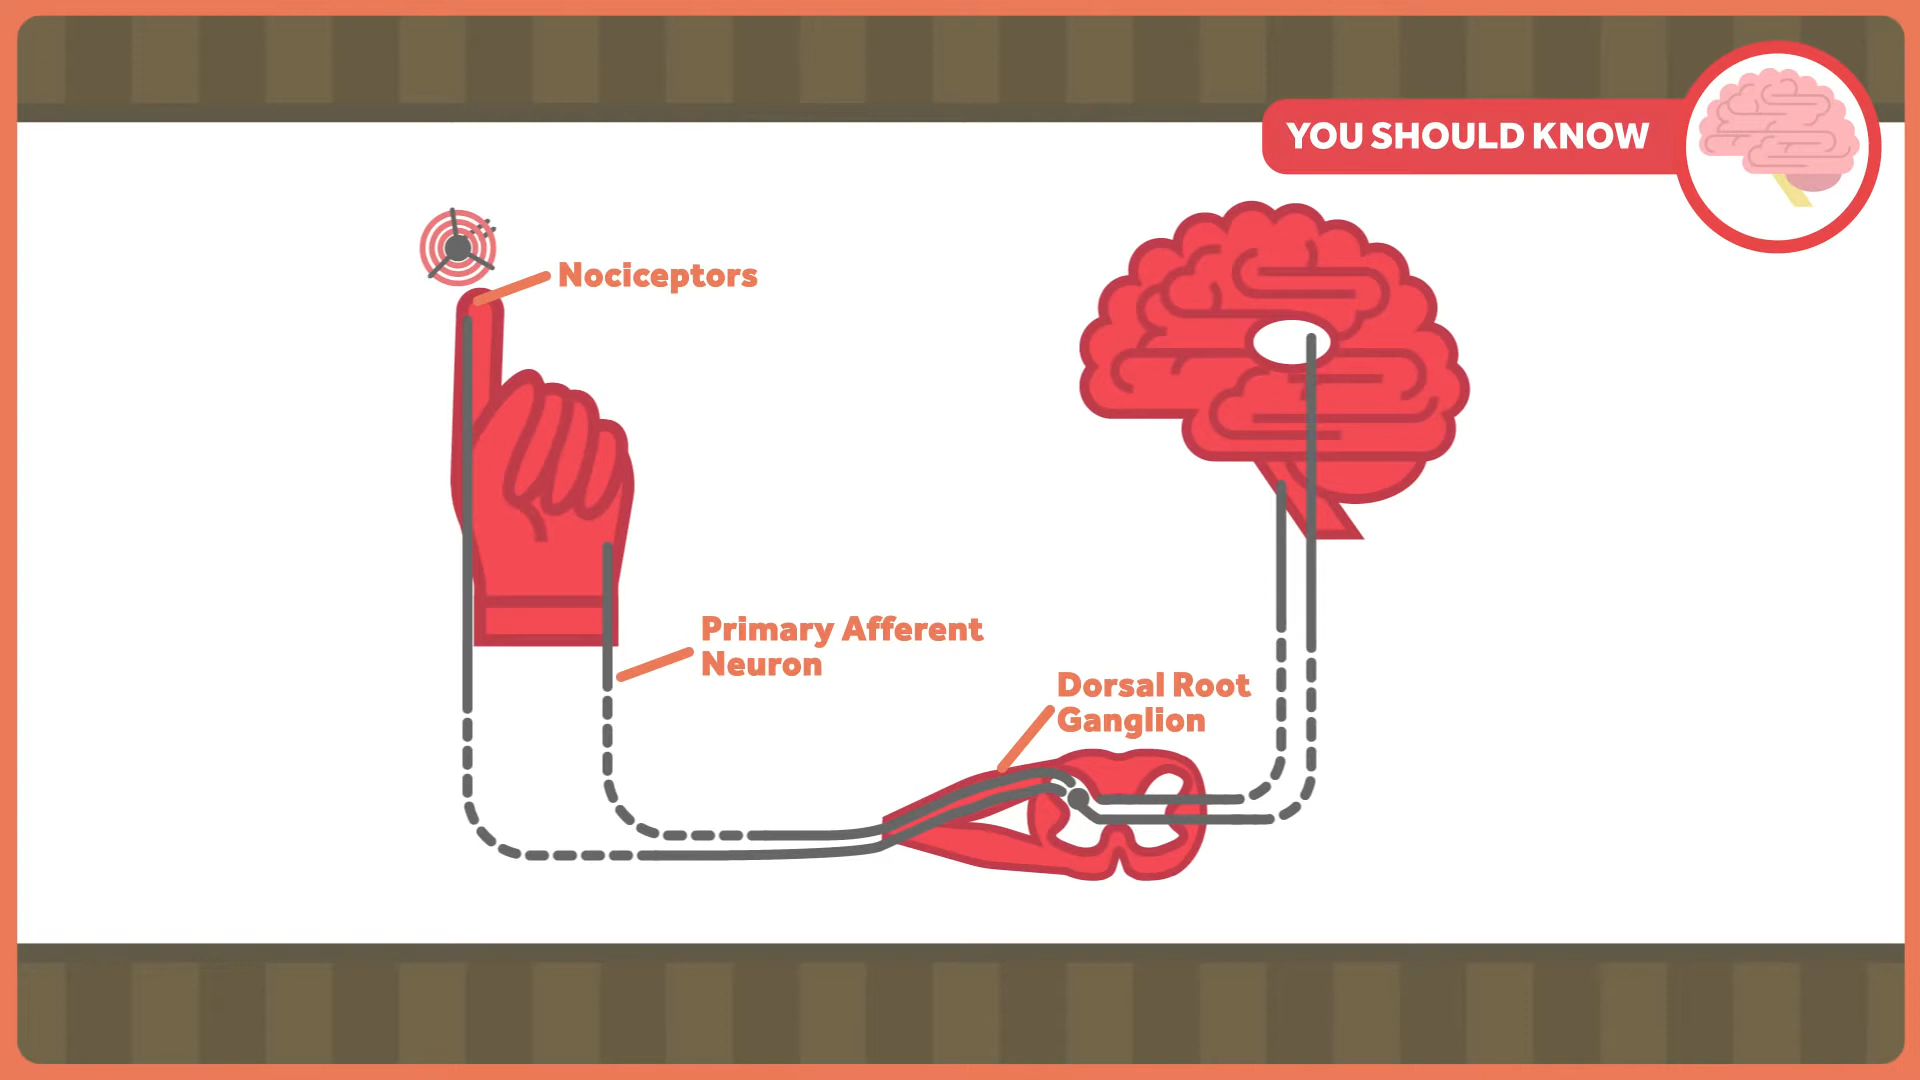 YOU SHOULD KNOW
Nociceptors
Primary Afferent
Neuron
Dorsal Root
Ganglion